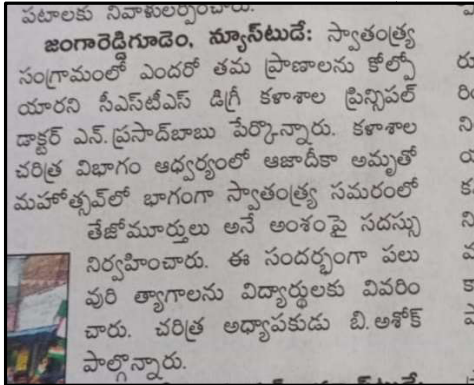 పటాలకు నివాళులర్పించారు.
జంగారెడ్డిగూడెం, న్యూస్‌టుడే: స్వాతంత్ర్య
సంగ్రామంలో ఎందరో తమ ప్రాణాలను కోల్పో
యారని సీఎస్‌టీఎస్ డిగ్రీ కళాశాల ప్రిన్సిపల్
డాక్టర్ ఎన్.ప్రసాద్‌బాబు పేర్కొన్నారు. కళాశాల
చరిత్ర విభాగం ఆధ్వర్యంలో ఆజాదీకా అమృతో
మహోత్సవ్‌లో భాగంగా స్వాతంత్ర్య సమరంలో
తేజోమూర్తులు అనే అంశంపై సదస్సు
నిర్వహించారు. ఈ సందర్భంగా పలు
వురి త్యాగాలను విద్యార్థులకు వివరిం
చారు. చరిత్ర అధ్యాపకుడు బి.అశోక్
పాల్గొన్నారు.